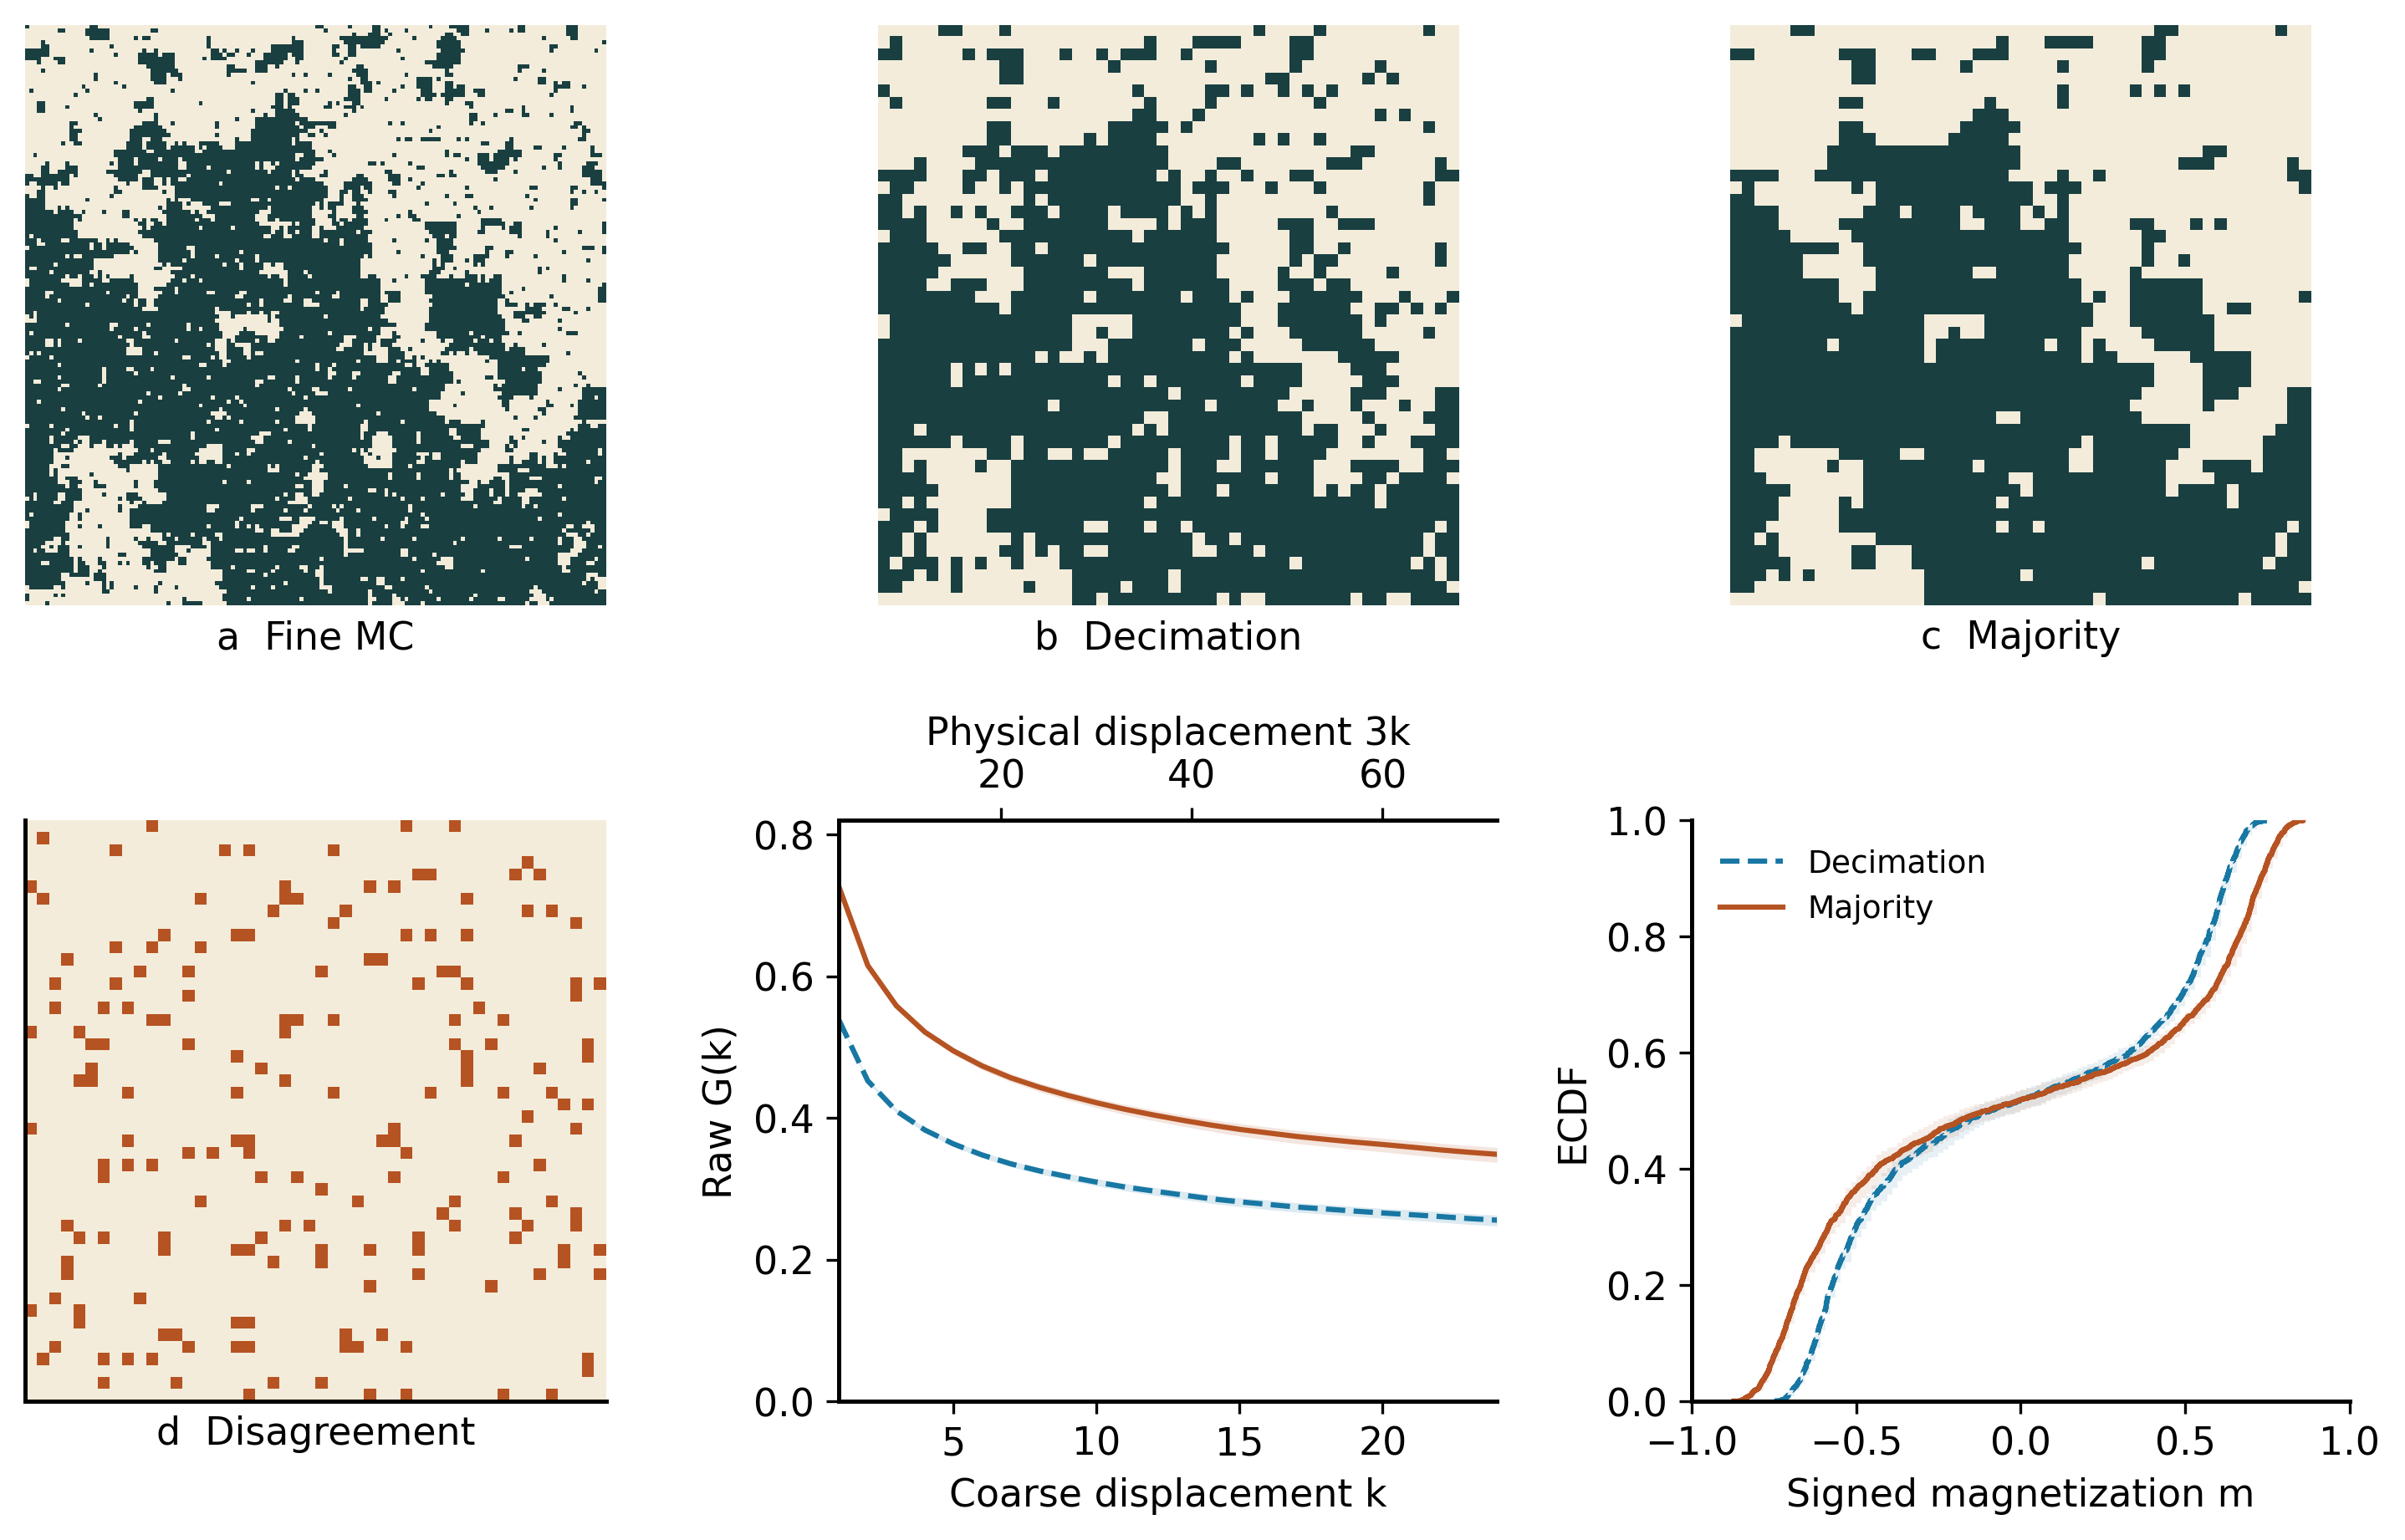 a  Fine MC
b  Decimation
c  Majority
d  Disagreement
Physical displacement 3k
20 40 60
0.8
0.6
0.4
0.2
0.0
Raw G(k)
5 10 15 20
Coarse displacement k
1.0
0.8
0.6
0.4
0.2
0.0
ECDF
Decimation
Majority
−1.0 −0.5 0.0 0.5 1.0
Signed magnetization m